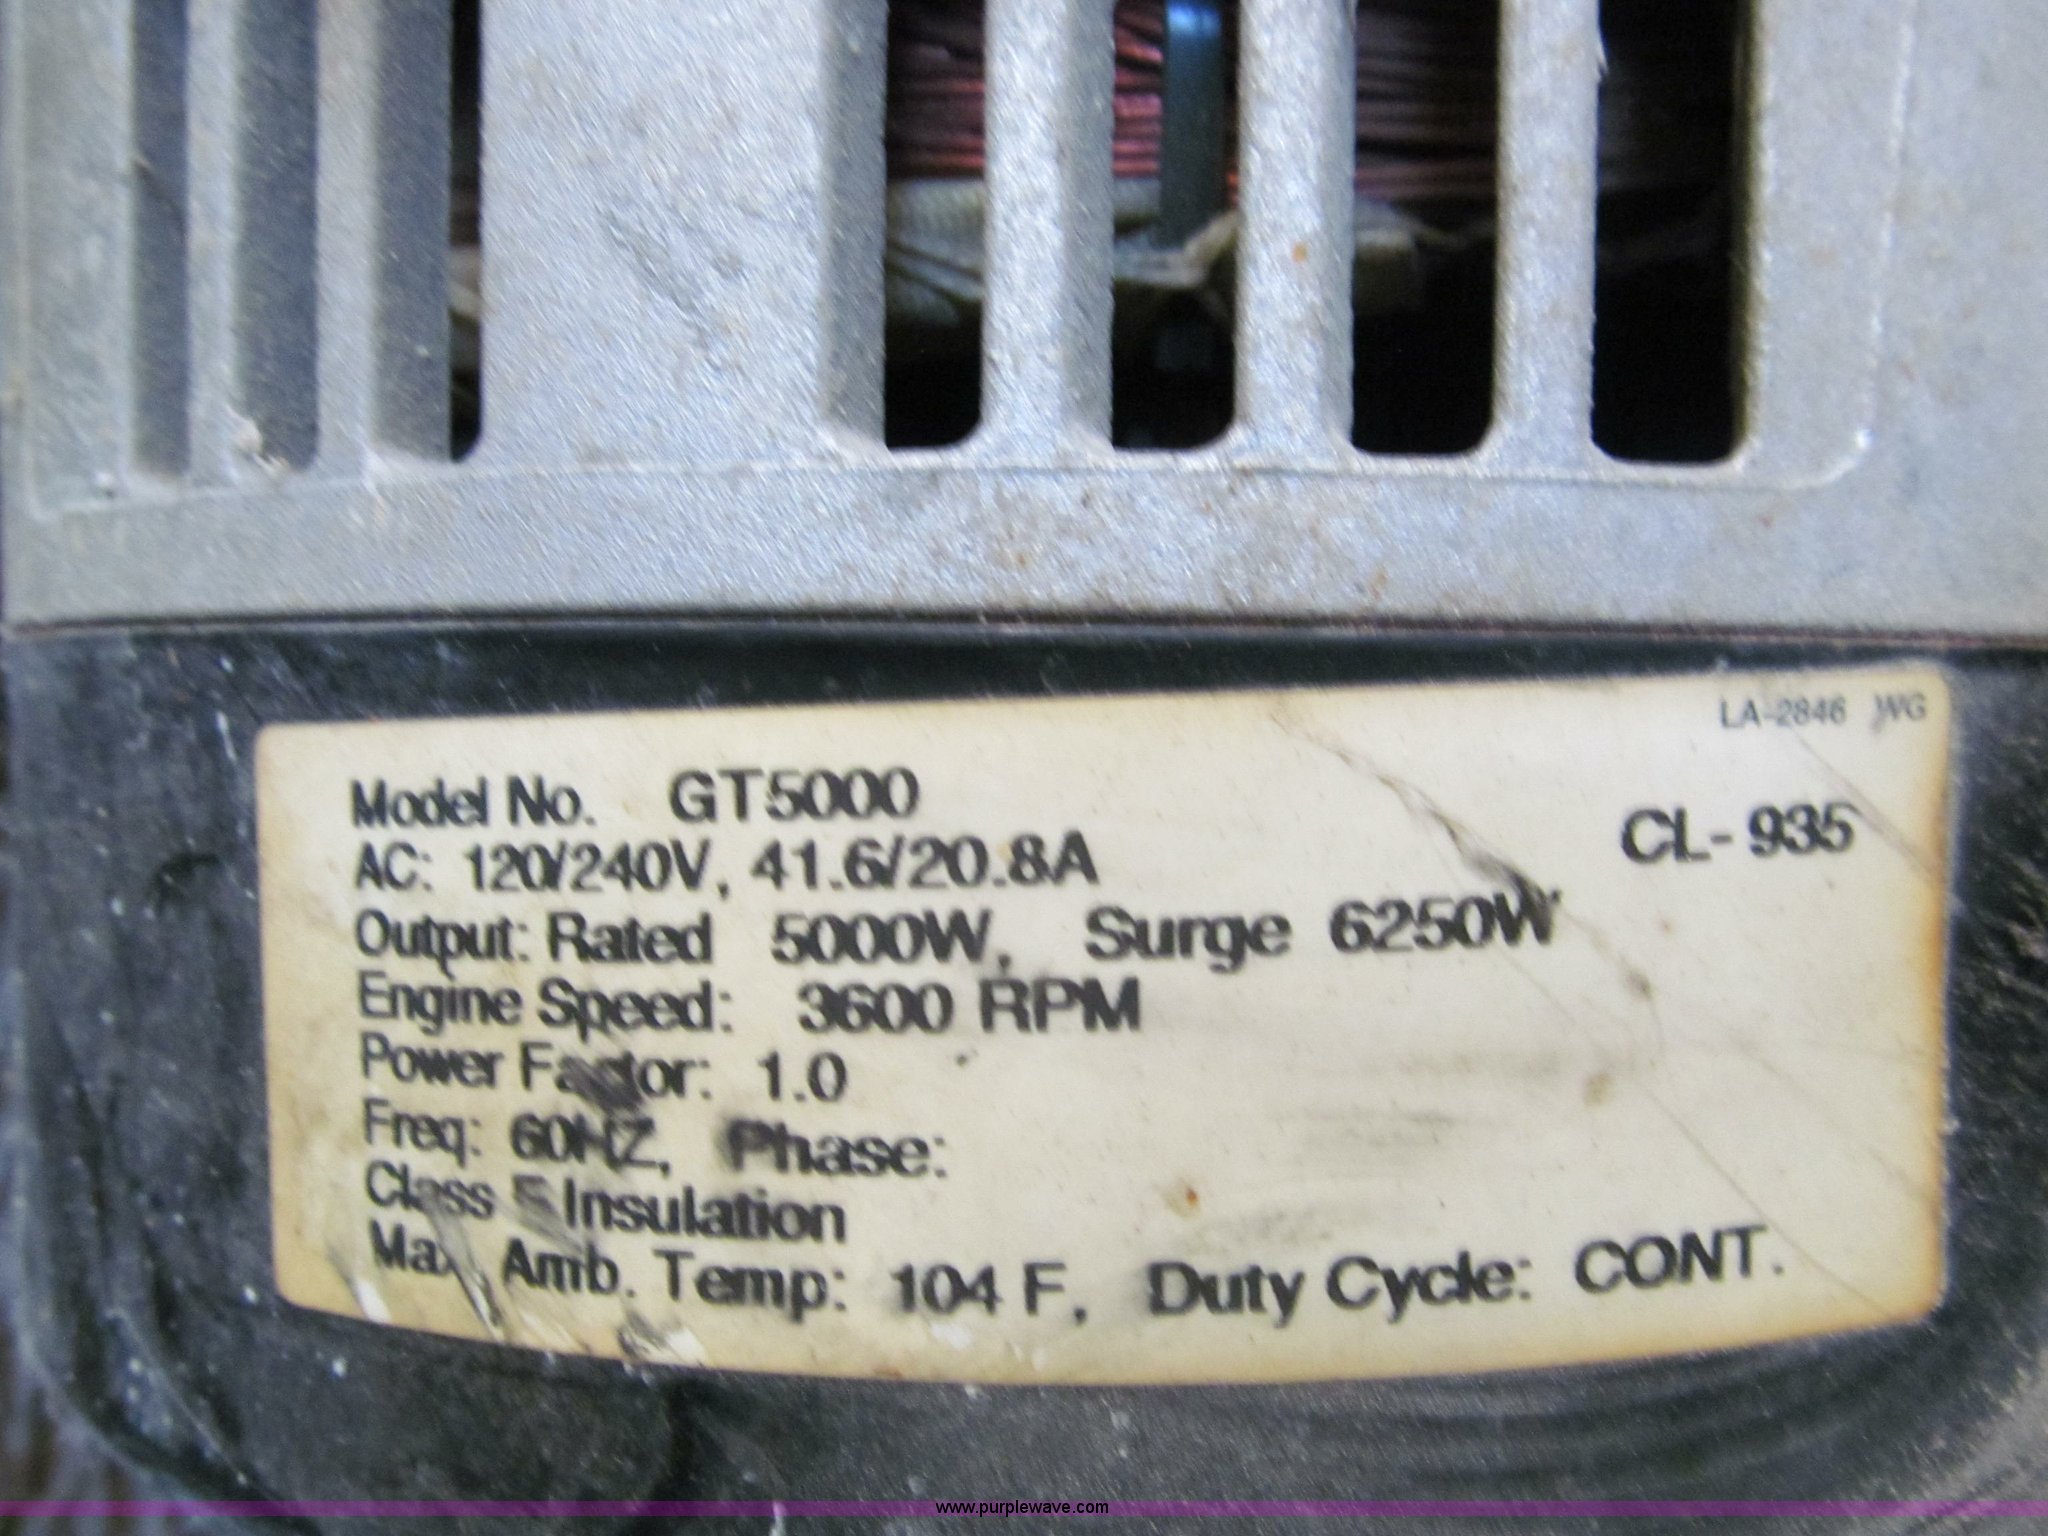 LA-2846 WG
Model No. GT5000
CL-935
AC: 120/240V, 41.6/20.8A
Output: Rated 5000W, Surge 6250W
Engine Speed: 3600 RPM
Power Factor: 1.0
Freq: 60HZ, Phase:
Class F Insulation
Max. Amb. Temp: 104 F, Duty Cycle: CONT.
www.purplewave.com